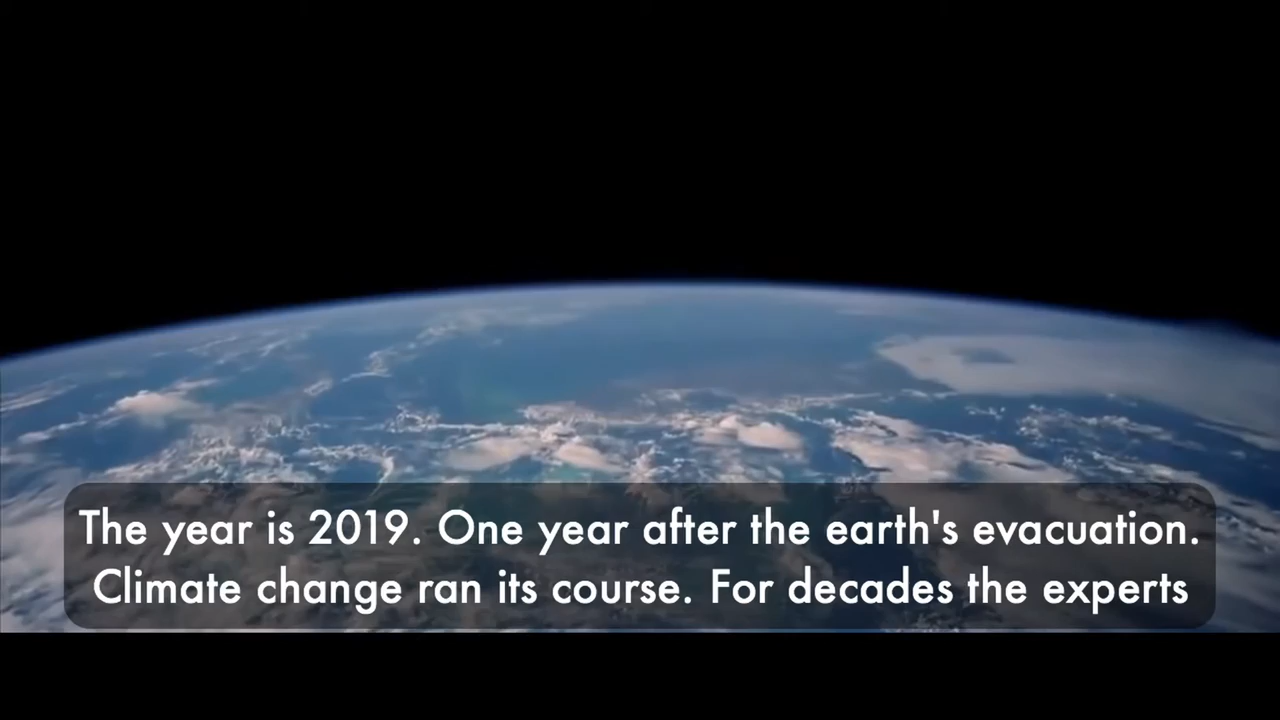 The year is 2019. One year after the earth's evacuation.
Climate change ran its course. For decades the experts